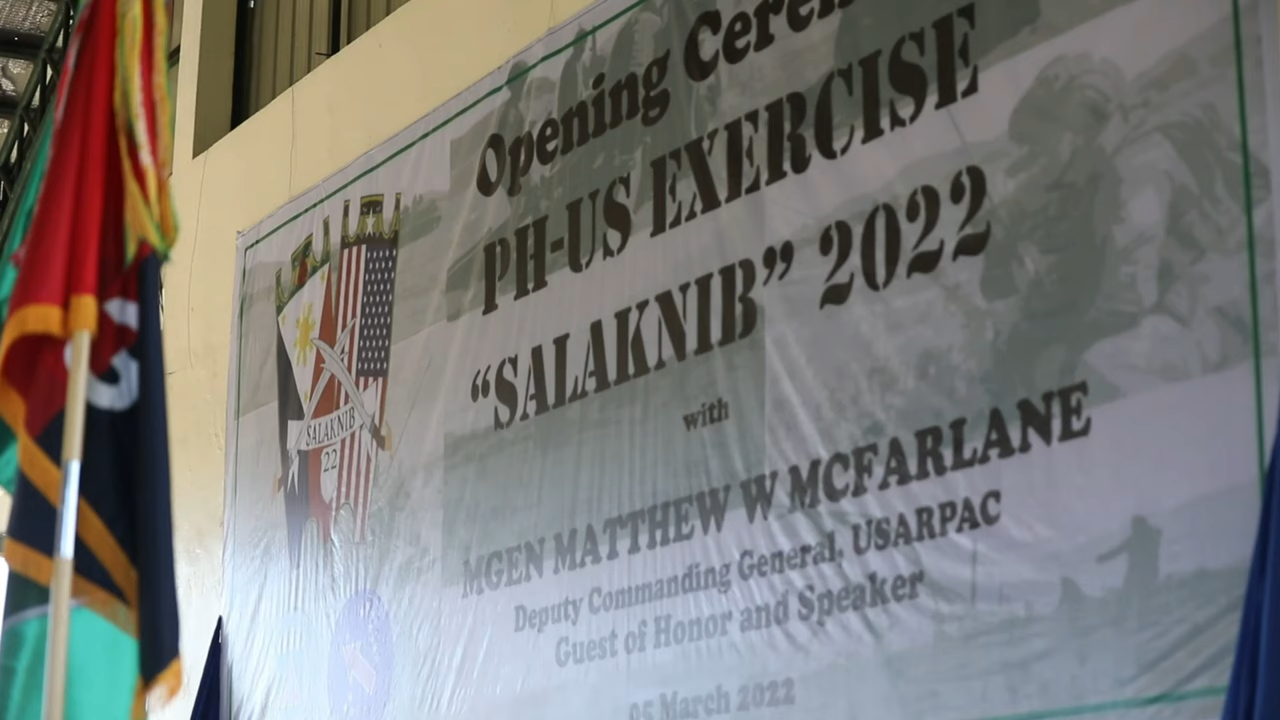 Opening Ceren
PH-US EXERCISE
“SALAKNIB” 2022
with
MGEN MATTHEW W MCFARLANE
Deputy Commanding General, USARPAC
Guest of Honor and Speaker
05 March 2022
SALAKNIB
22